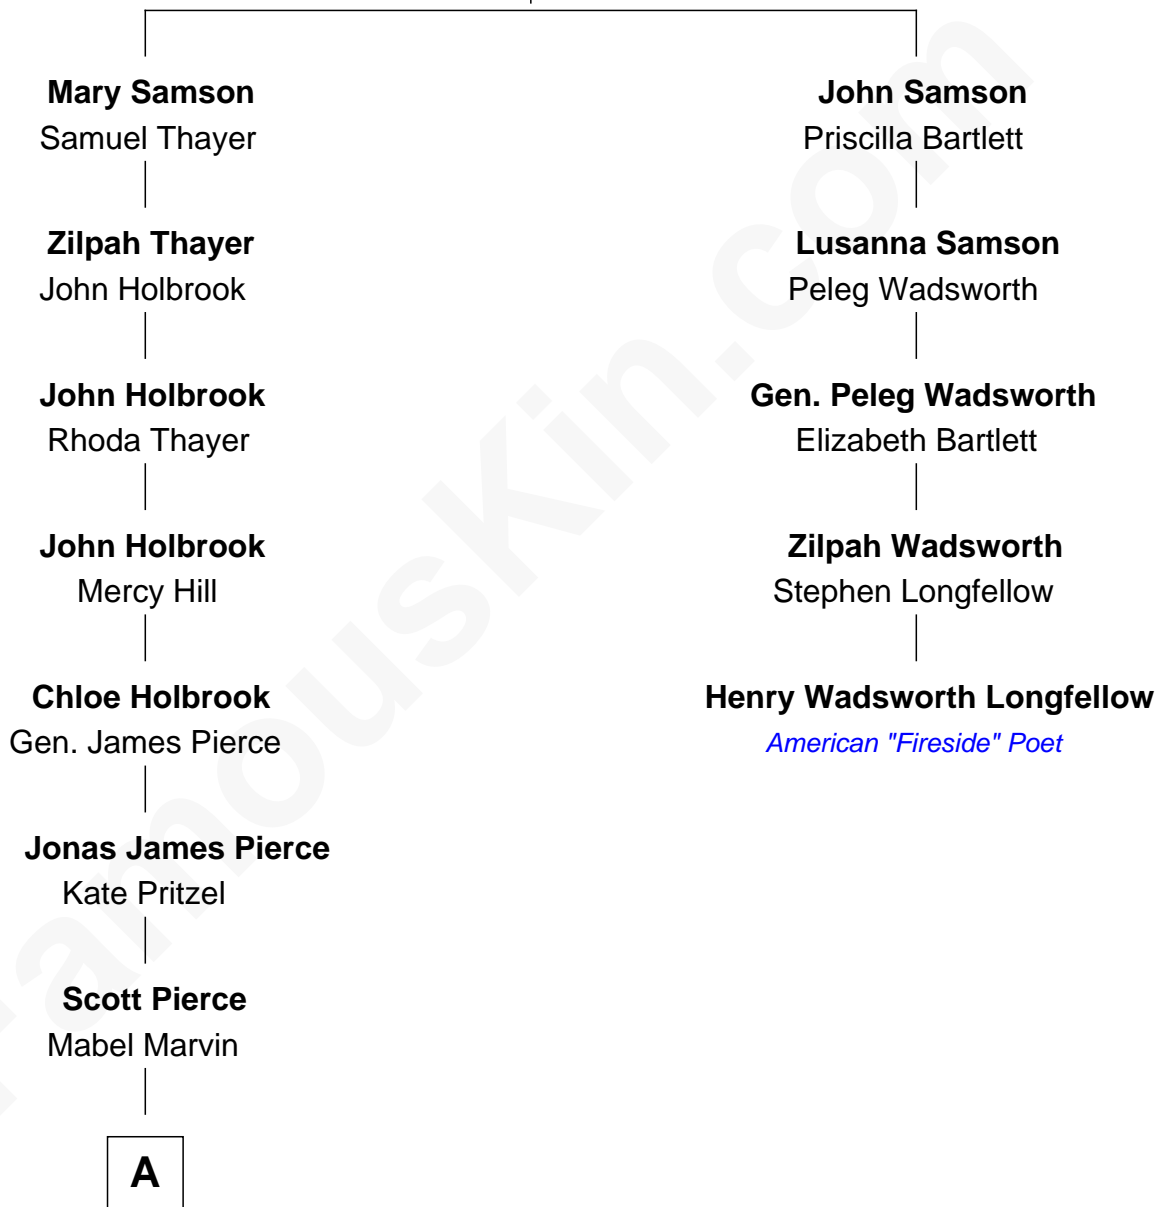 Mary Samson
Samuel Thayer
Zilpah Thayer
John Holbrook
John Holbrook
Rhoda Thayer
John Holbrook
Mercy Hill
Chloe Holbrook
Gen. James Pierce
Jonas James Pierce
Kate Pritzel
Scott Pierce
Mabel Marvin
A
John Samson
Priscilla Bartlett
Lusanna Samson
Peleg Wadsworth
Gen. Peleg Wadsworth
Elizabeth Bartlett
Zilpah Wadsworth
Stephen Longfellow
Henry Wadsworth Longfellow
American "Fireside" Poet
FamousKin.com